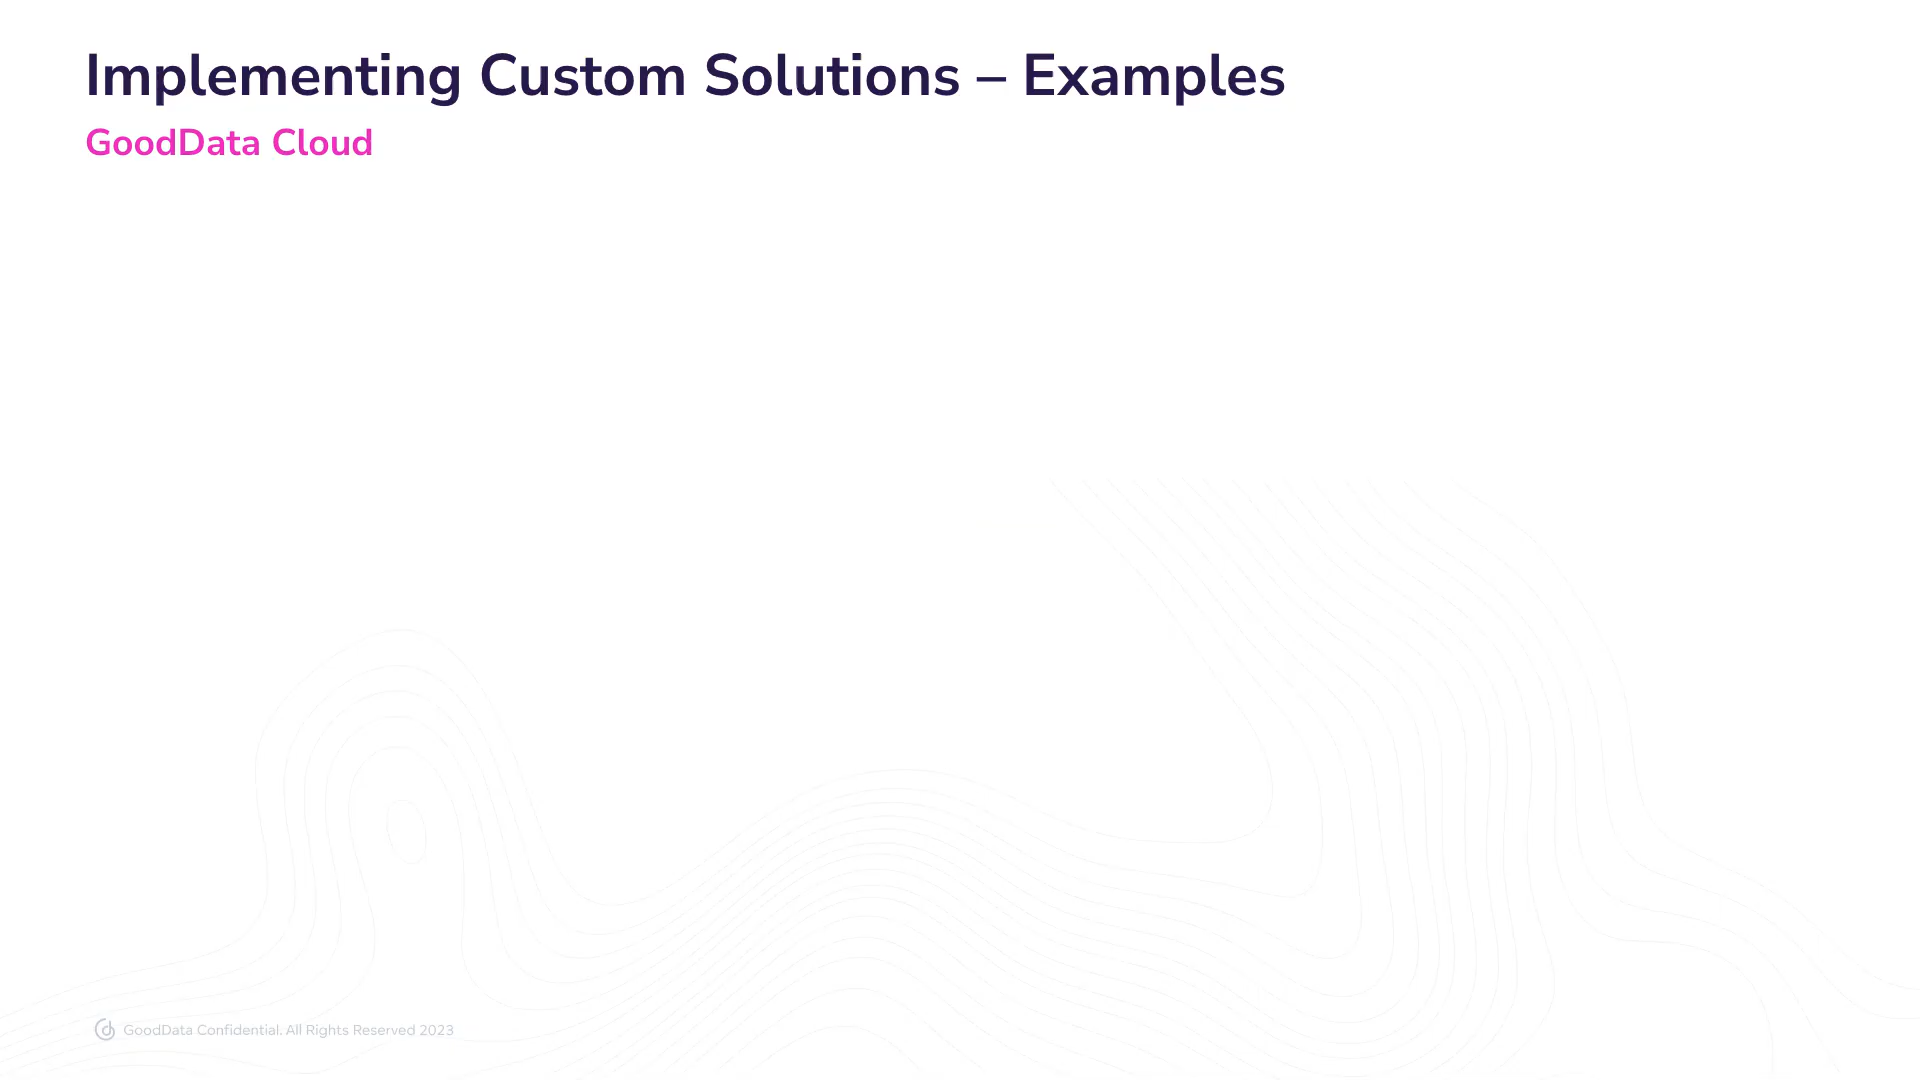 Implementing Custom Solutions – Examples
GoodData Cloud
GoodData Confidential. All Rights Reserved 2023